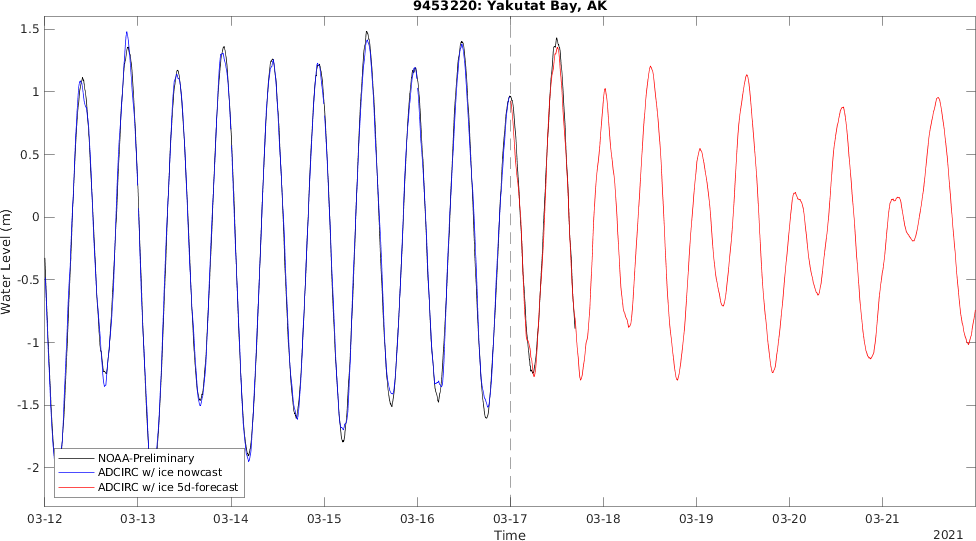 9453220: Yakutat Bay, AK
Water Level (m)
1.5
1
0.5
0
-0.5
-1
-1.5
-2
NOAA-Preliminary
ADCIRC w/ ice nowcast
ADCIRC w/ ice 5d-forecast
03-12 03-13 03-14 03-15 03-16 03-17 03-18 03-19 03-20 03-21
Time
2021